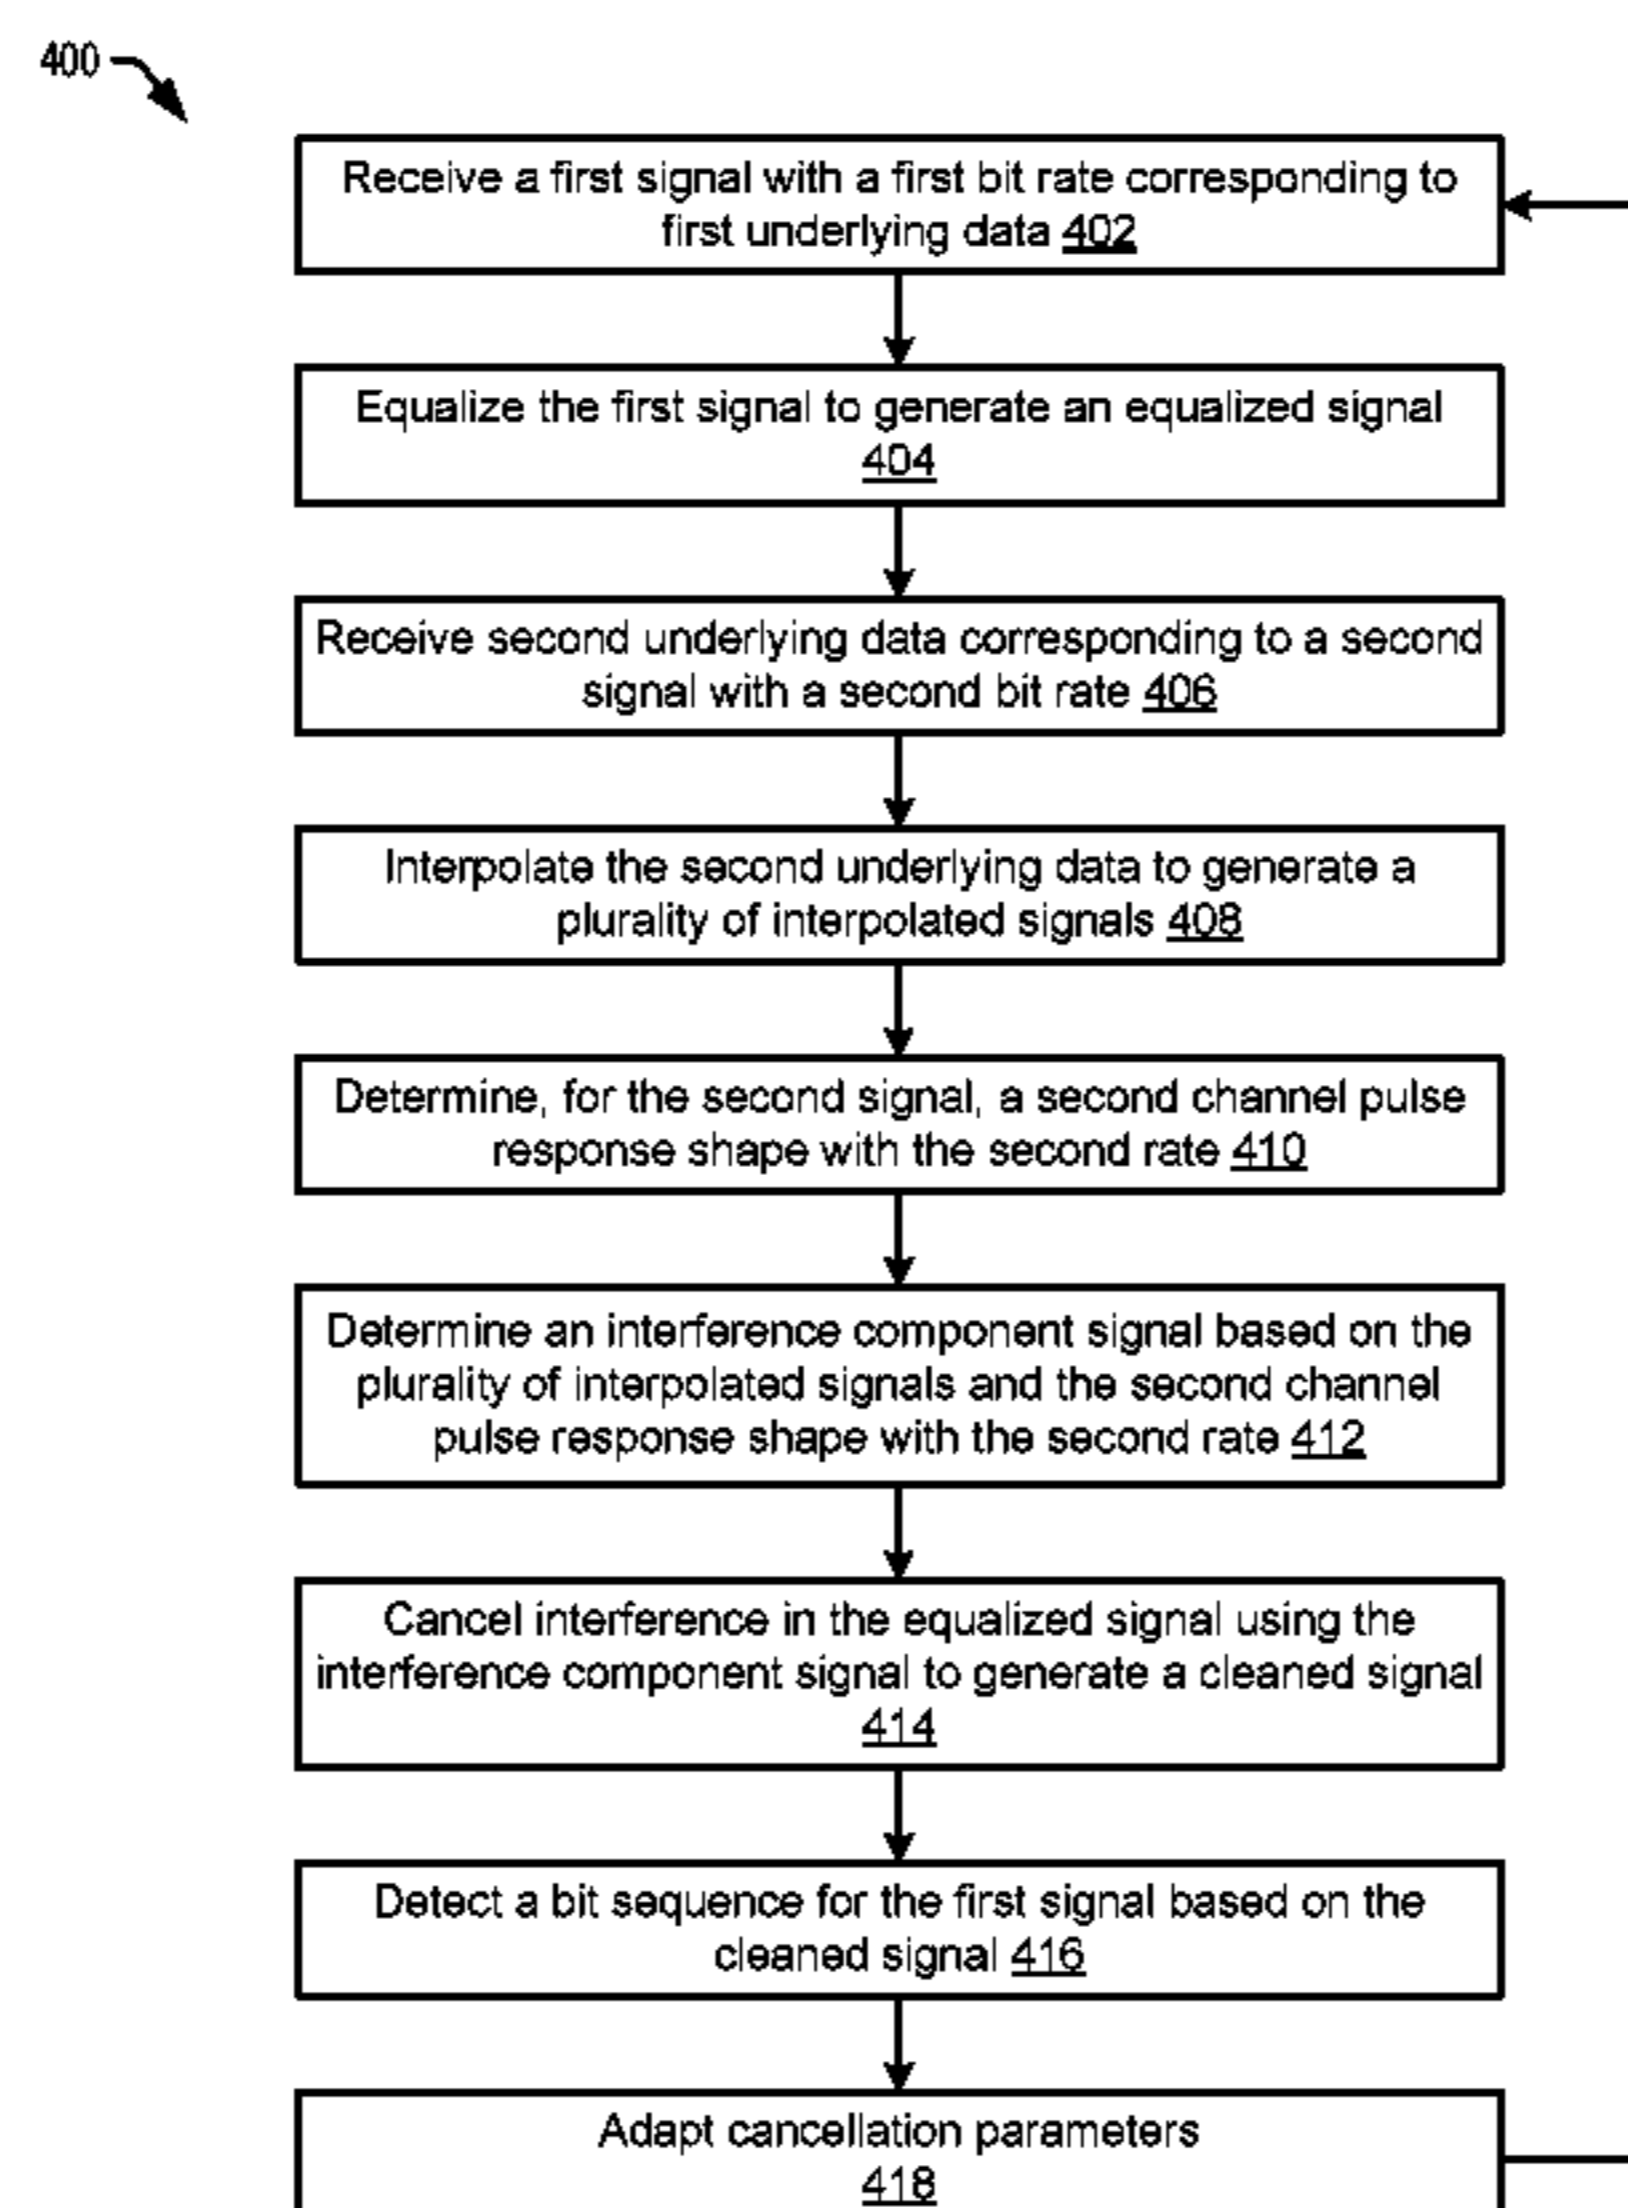 400
Receive a first signal with a first bit rate corresponding to
first underlying data 402
Equalize the first signal to generate an equalized signal
404
Receive second underlying data corresponding to a second
signal with a second bit rate 406
Interpolate the second underlying data to generate a
plurality of interpolated signals 408
Determine, for the second signal, a second channel pulse
response shape with the second rate 410
Determine an interference component signal based on the
plurality of interpolated signals and the second channel
pulse response shape with the second rate 412
Cancel interference in the equalized signal using the
interference component signal to generate a cleaned signal
414
Detect a bit sequence for the first signal based on the
cleaned signal 416
Adapt cancellation parameters
418